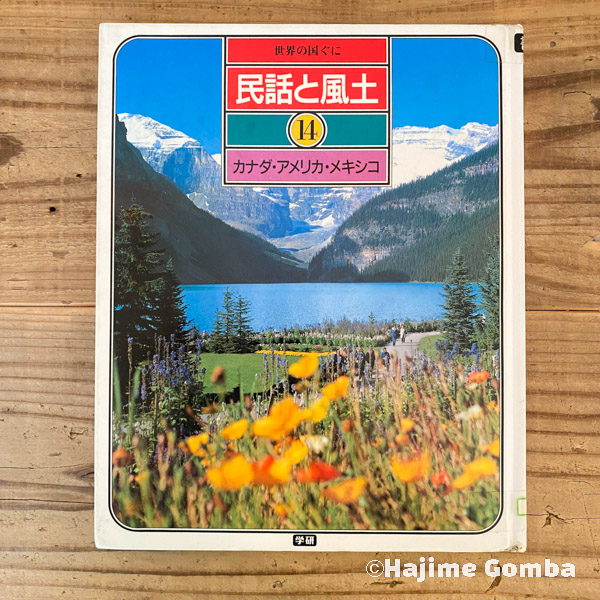 世界の国ぐに
民話と風土
14
カナダ・アメリカ・メキシコ
学研
©Hajime Gomba